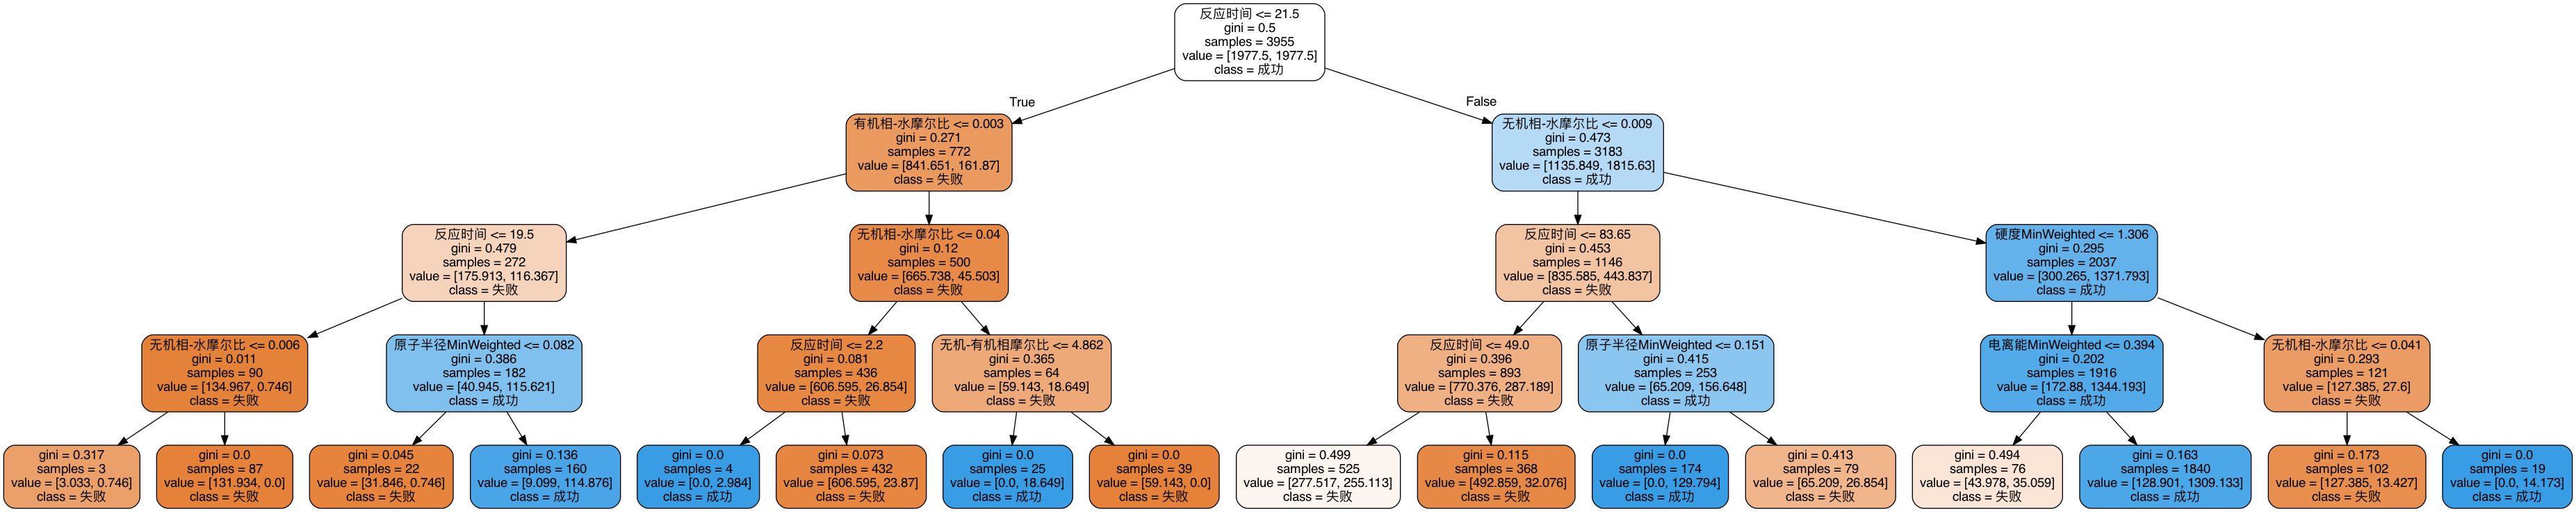 反应时间 <= 21.5
gini = 0.5
samples = 3955
value = [1977.5, 1977.5]
class = 成功
True
False
有机相-水摩尔比 <= 0.003
gini = 0.271
samples = 772
value = [841.651, 161.87]
class = 失败
无机相-水摩尔比 <= 0.009
gini = 0.473
samples = 3183
value = [1135.849, 1815.63]
class = 成功
反应时间 <= 19.5
gini = 0.479
samples = 272
value = [175.913, 116.367]
class = 失败
无机相-水摩尔比 <= 0.04
gini = 0.12
samples = 500
value = [665.738, 45.503]
class = 失败
反应时间 <= 83.65
gini = 0.453
samples = 1146
value = [835.585, 443.837]
class = 失败
硬度MinWeighted <= 1.306
gini = 0.295
samples = 2037
value = [300.265, 1371.793]
class = 成功
无机相-水摩尔比 <= 0.006
gini = 0.011
samples = 90
value = [134.967, 0.746]
class = 失败
原子半径MinWeighted <= 0.082
gini = 0.386
samples = 182
value = [40.945, 115.621]
class = 成功
反应时间 <= 2.2
gini = 0.081
samples = 436
value = [606.595, 26.854]
class = 失败
无机-有机相摩尔比 <= 4.862
gini = 0.365
samples = 64
value = [59.143, 18.649]
class = 失败
反应时间 <= 49.0
gini = 0.396
samples = 893
value = [770.376, 287.189]
class = 失败
原子半径MinWeighted <= 0.151
gini = 0.415
samples = 253
value = [65.209, 156.648]
class = 成功
电离能MinWeighted <= 0.394
gini = 0.202
samples = 1916
value = [172.88, 1344.193]
class = 成功
无机相-水摩尔比 <= 0.041
gini = 0.293
samples = 121
value = [127.385, 27.6]
class = 失败
gini = 0.317
samples = 3
value = [3.033, 0.746]
class = 失败
gini = 0.0
samples = 87
value = [131.934, 0.0]
class = 失败
gini = 0.045
samples = 22
value = [31.846, 0.746]
class = 失败
gini = 0.136
samples = 160
value = [9.099, 114.876]
class = 成功
gini = 0.0
samples = 4
value = [0.0, 2.984]
class = 成功
gini = 0.073
samples = 432
value = [606.595, 23.87]
class = 失败
gini = 0.0
samples = 25
value = [0.0, 18.649]
class = 成功
gini = 0.0
samples = 39
value = [59.143, 0.0]
class = 失败
gini = 0.499
samples = 525
value = [277.517, 255.113]
class = 失败
gini = 0.115
samples = 368
value = [492.859, 32.076]
class = 失败
gini = 0.0
samples = 174
value = [0.0, 129.794]
class = 成功
gini = 0.413
samples = 79
value = [65.209, 26.854]
class = 失败
gini = 0.494
samples = 76
value = [43.978, 35.059]
class = 失败
gini = 0.163
samples = 1840
value = [128.901, 1309.133]
class = 成功
gini = 0.173
samples = 102
value = [127.385, 13.427]
class = 失败
gini = 0.0
samples = 19
value = [0.0, 14.173]
class = 成功